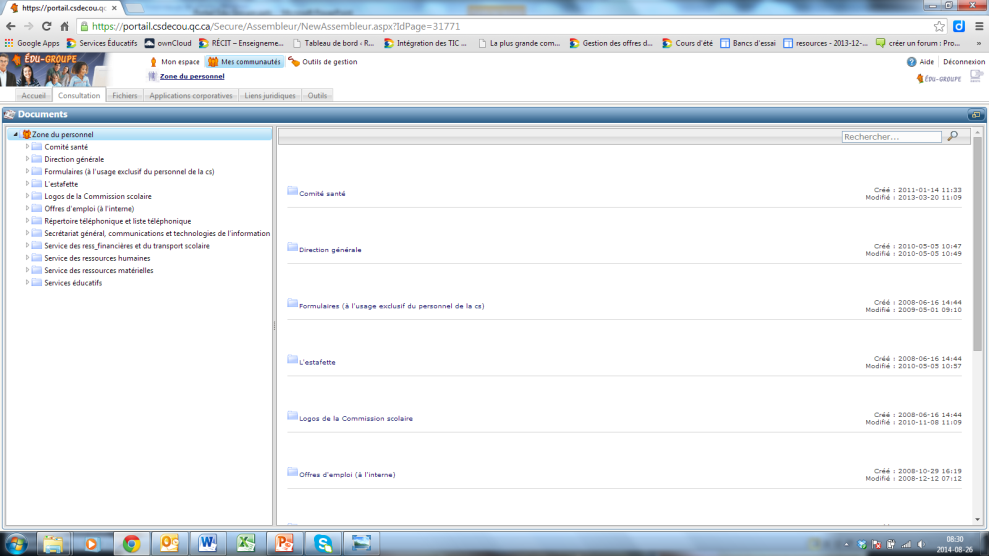 https://portail.csdecou.qc ×
https://portail.csdecou.qc.ca/Secure/Assembleur/NewAssembleur.aspx?IdPage=31771
Google Apps Services Éducatifs ownCloud RÉCIT – Enseigneme... Tableau de bord ‹ R... Intégration des TIC ... La plus grande com... Gestion des offres d... Cours d'été Bancs d'essai resources - 2013-12-... créer un forum : Pro... »
ÉDU-GROUPE
Mon espace Mes communautés Outils de gestion
Aide Déconnexion
Zone du personnel
ÉDU-GROUPE
Accueil Consultation Fichiers Applications corporatives Liens juridiques Outils
Documents
Zone du personnel
Comité santé
Direction générale
Formulaires (à l'usage exclusif du personnel de la cs)
L'estafette
Logos de la Commission scolaire
Offres d'emploi (à l'interne)
Répertoire téléphonique et liste téléphonique
Secrétariat général, communications et technologies de l'information
Service des ress_financières et du transport scolaire
Service des ressources humaines
Service des ressources matérielles
Services éducatifs
Rechercher...
Comité santé
Créé : 2011-01-14 11:33
Modifié : 2013-03-20 11:09
Direction générale
Créé : 2010-05-05 10:47
Modifié : 2010-05-05 10:49
Formulaires (à l'usage exclusif du personnel de la cs)
Créé : 2008-06-16 14:44
Modifié : 2009-05-01 09:10
L'estafette
Créé : 2008-06-16 14:44
Modifié : 2010-05-05 10:57
Logos de la Commission scolaire
Créé : 2008-06-16 14:44
Modifié : 2010-11-08 11:09
Offres d'emploi (à l'interne)
Créé : 2008-10-29 16:19
Modifié : 2008-12-12 07:12
08:30
2014-08-26